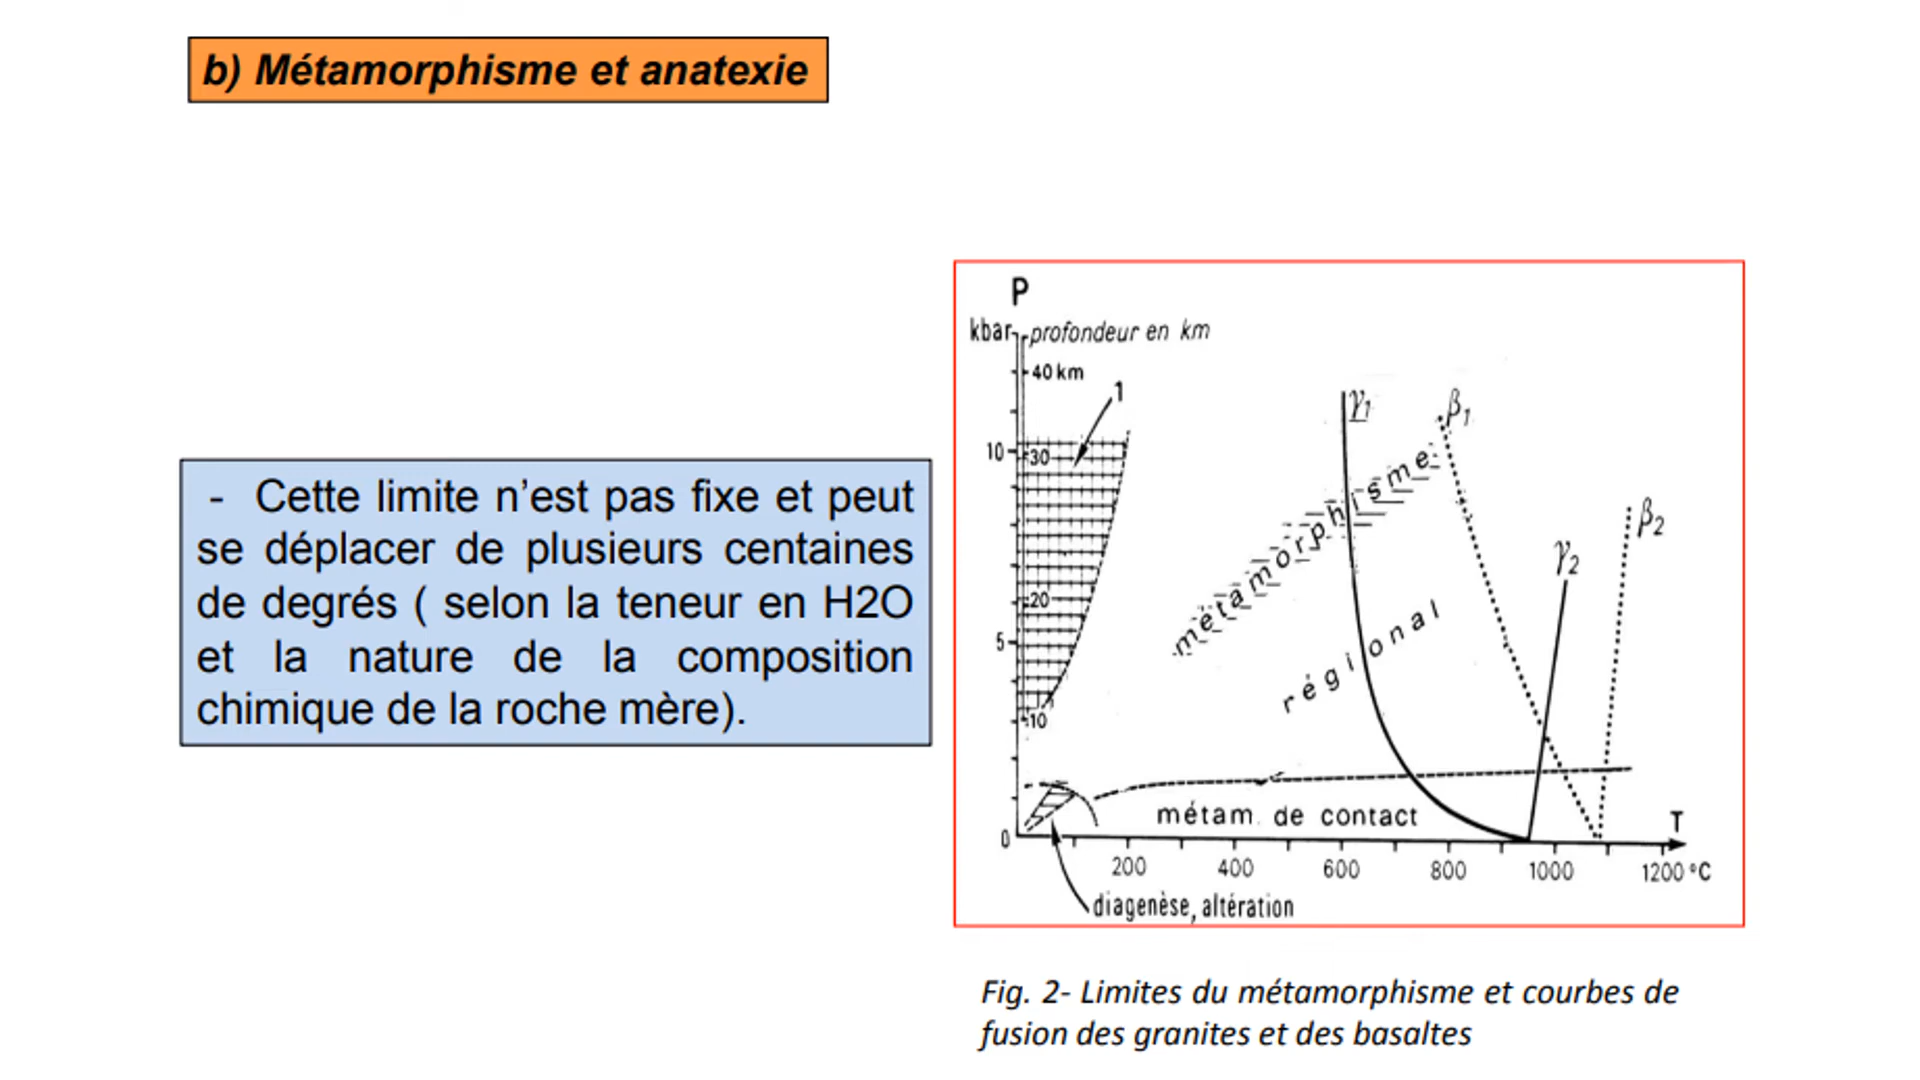 b) Métamorphisme et anatexie
- Cette limite n'est pas fixe et peut
se déplacer de plusieurs centaines
de degrés ( selon la teneur en H2O
et la nature de la composition
chimique de la roche mère).
P
kbar profondeur en km
40 km
1
γ1
β1
10
30
métamorphisme
β2
γ2
20
5
régional
10
métam. de contact
T
0
200 400 600 800 1000 1200 °C
diagenèse, altération
Fig. 2- Limites du métamorphisme et courbes de
fusion des granites et des basaltes